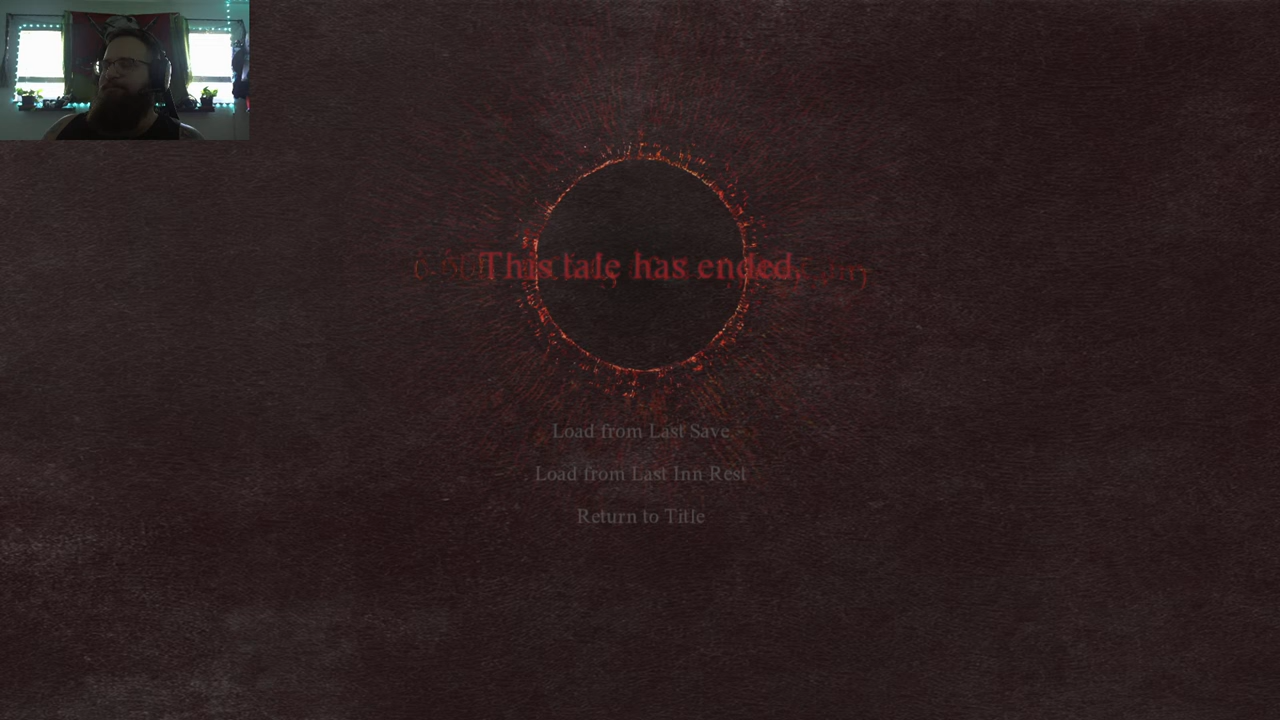 This tale has ended
Load from Last Save
Load from Last Inn Rest
Return to Title